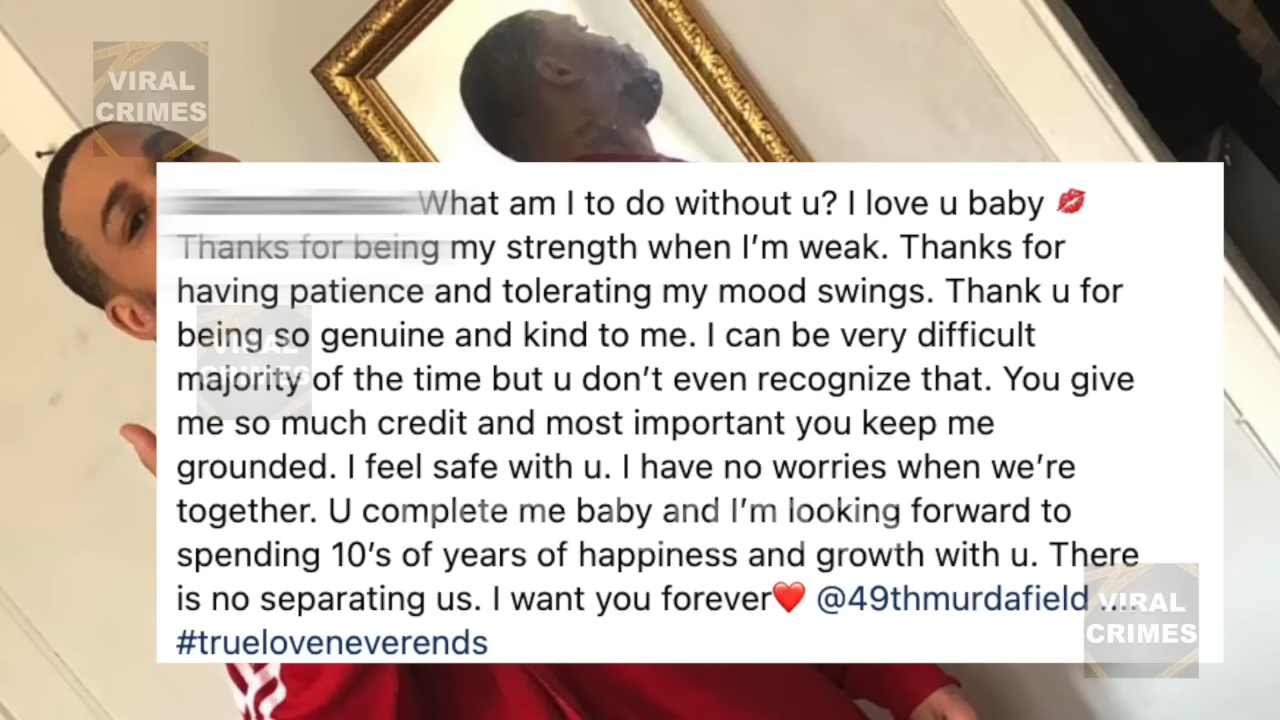 VIRAL
CRIMES
What am I to do without u? I love u baby 💋
Thanks for being my strength when I’m weak. Thanks for
having patience and tolerating my mood swings. Thank u for
being so genuine and kind to me. I can be very difficult
majority of the time but u don’t even recognize that. You give
me so much credit and most important you keep me
grounded. I feel safe with u. I have no worries when we’re
together. U complete me baby and I’m looking forward to
spending 10’s of years of happiness and growth with u. There
is no separating us. I want you forever❤️ @49thmurdafield ....
#trueloveneverends
VIRAL
CRIMES
VIRAL
CRIMES